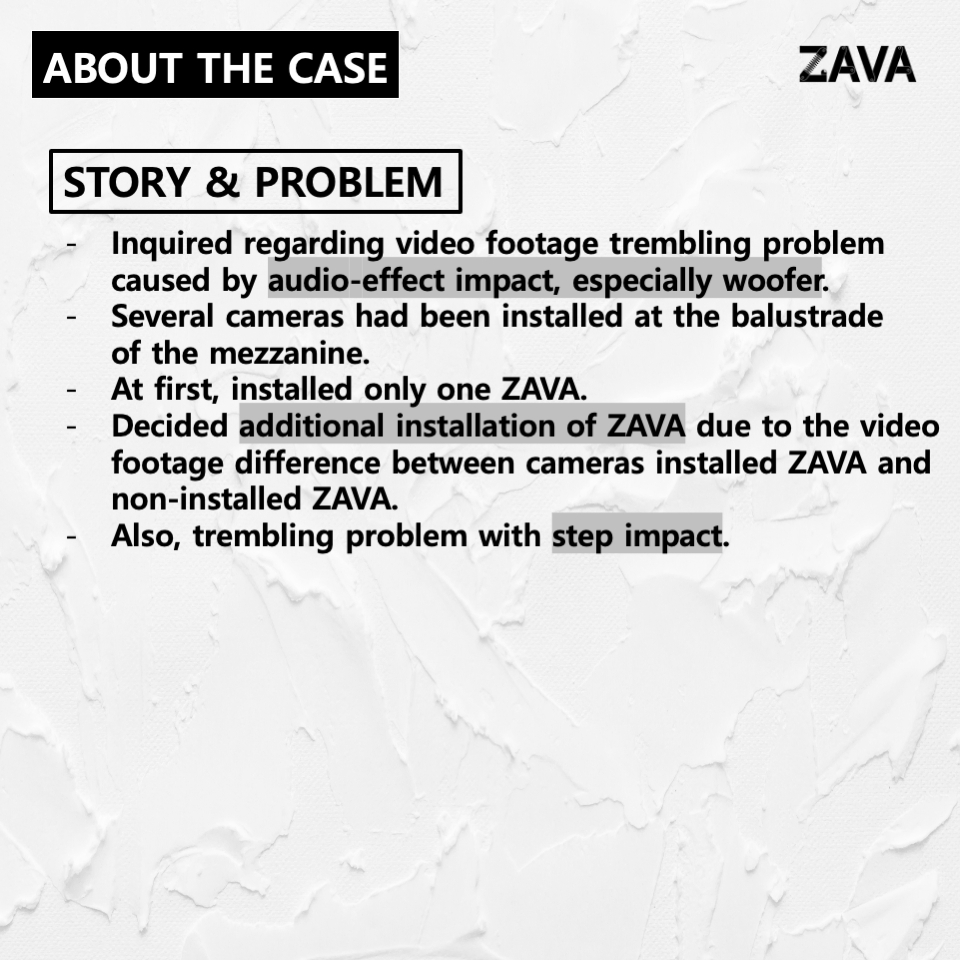 ABOUT THE CASE
ZAVA
STORY & PROBLEM
- Inquired regarding video footage trembling problem
caused by audio-effect impact, especially woofer.
- Several cameras had been installed at the balustrade
of the mezzanine.
- At first, installed only one ZAVA.
- Decided additional installation of ZAVA due to the video
footage difference between cameras installed ZAVA and
non-installed ZAVA.
- Also, trembling problem with step impact.